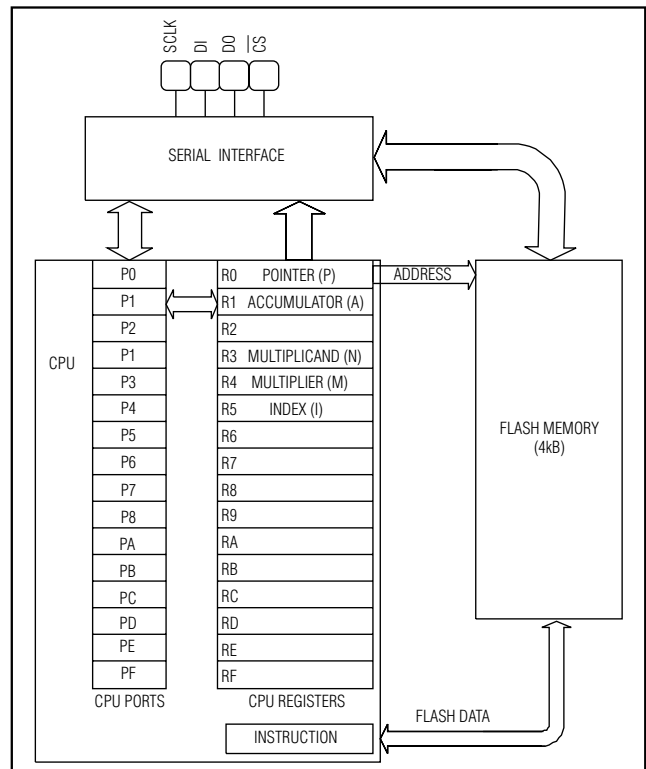 SCLK
DI
DO
CS
SERIAL INTERFACE
CPU
P0
P1
P2
P1
P3
P4
P5
P6
P7
P8
PA
PB
PC
PD
PE
PF
CPU PORTS
R0 POINTER (P)
R1 ACCUMULATOR (A)
R2
R3 MULTIPLICAND (N)
R4 MULTIPLIER (M)
R5 INDEX (I)
R6
R7
R8
R9
RA
RB
RC
RD
RE
RF
CPU REGISTERS
INSTRUCTION
ADDRESS
FLASH MEMORY
(4kB)
FLASH DATA